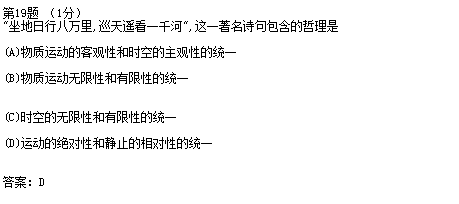 第19题 （1分）
"坐地日行八万里,巡天遥看一千河",这一著名诗句包含的哲理是
(A)物质运动的客观性和时空的主观性的统一
(B)物质运动无限性和有限性的统一
(C)时空的无限性和有限性的统一
(D)运动的绝对性和静止的相对性的统一
答案：D